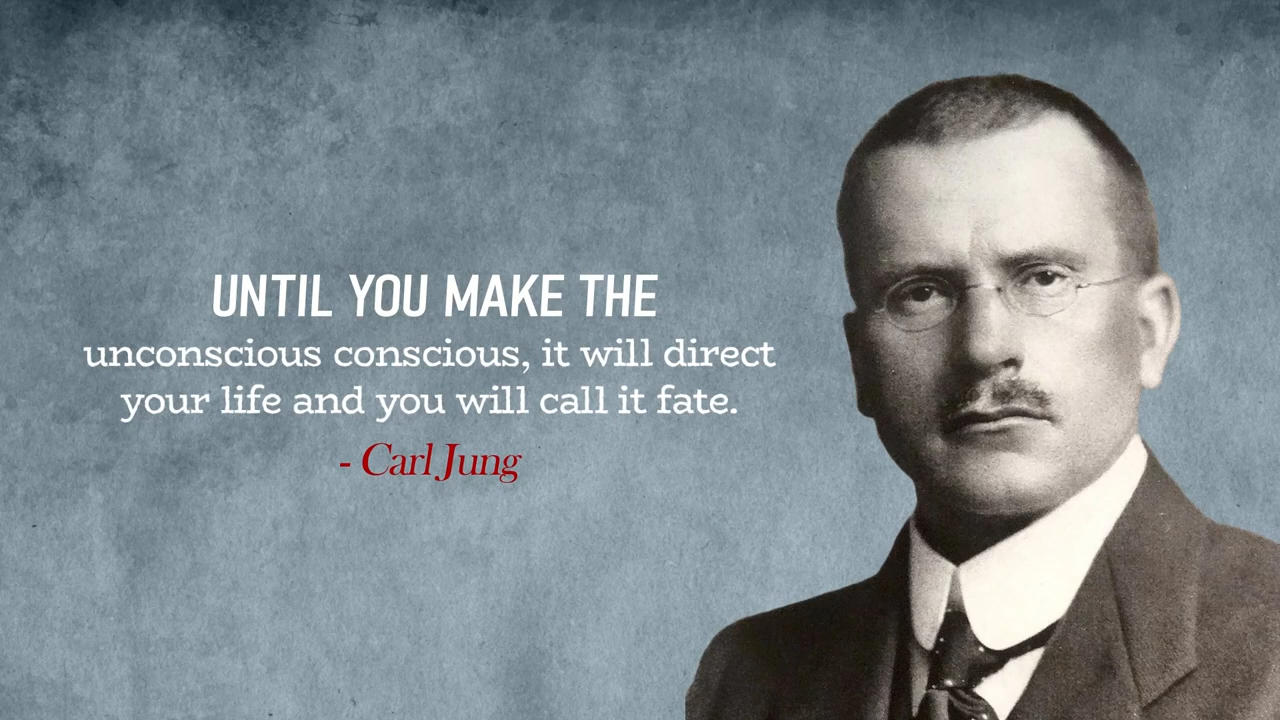 UNTIL YOU MAKE THE
unconscious conscious, it will direct
your life and you will call it fate.
- Carl Jung